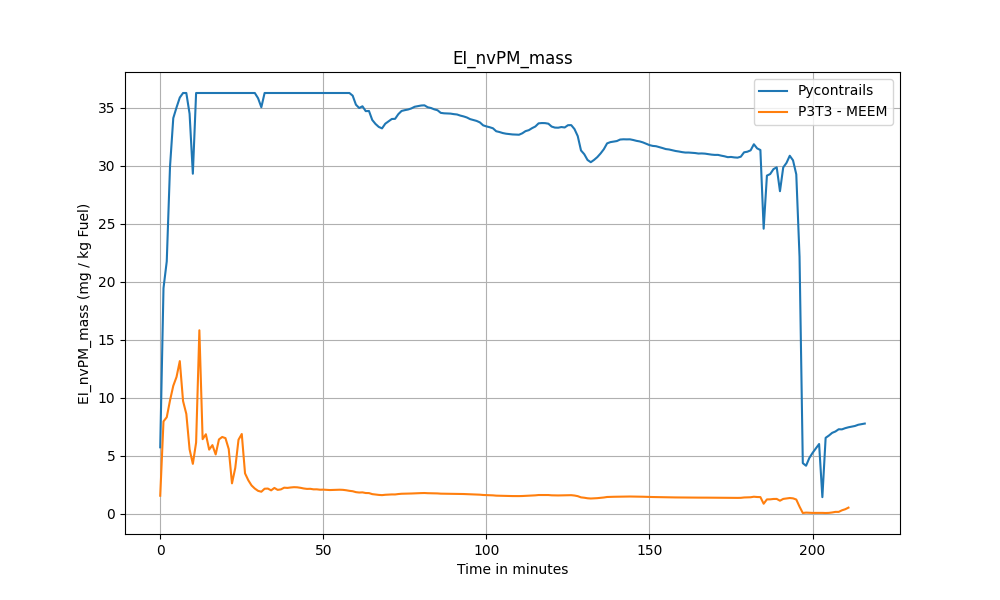 EI_nvPM_mass
Pycontrails
P3T3 - MEEM
EI_nvPM_mass (mg / kg Fuel)
35
30
25
20
15
10
5
0
0 50 100 150 200
Time in minutes